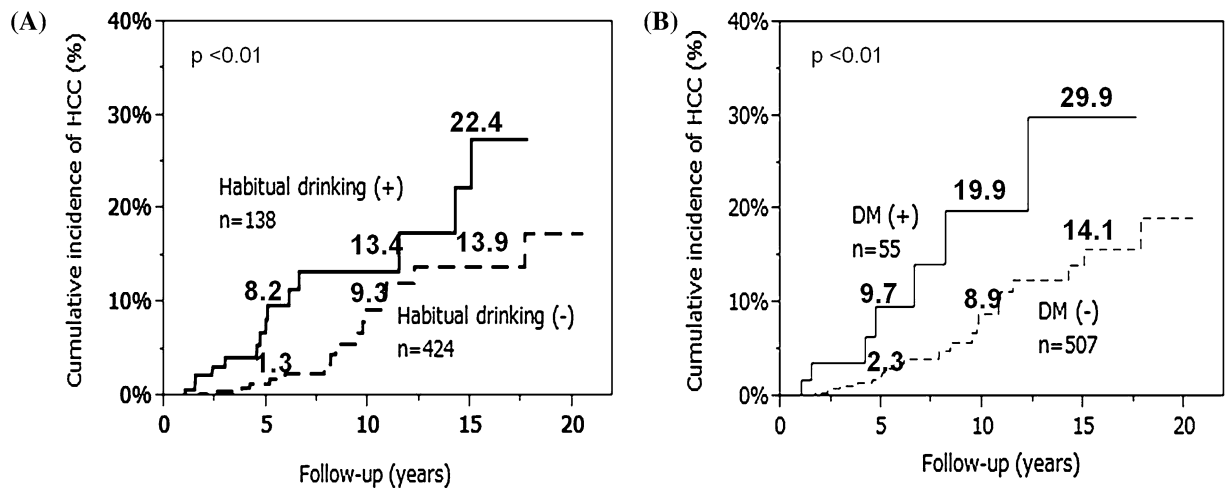 (A)
Cumulative incidence of HCC (%)
40%
30%
20%
10%
0%
p <0.01
22.4
Habitual drinking (+)
n=138
13.4
13.9
8.2
9.3
1.3
Habitual drinking (-)
n=424
0
5
10
15
20
Follow-up (years)
(B)
Cumulative incidence of HCC (%)
40%
30%
20%
10%
0%
p <0.01
29.9
19.9
DM (+)
n=55
14.1
9.7
8.9
2.3
DM (-)
n=507
0
5
10
15
20
Follow-up (years)